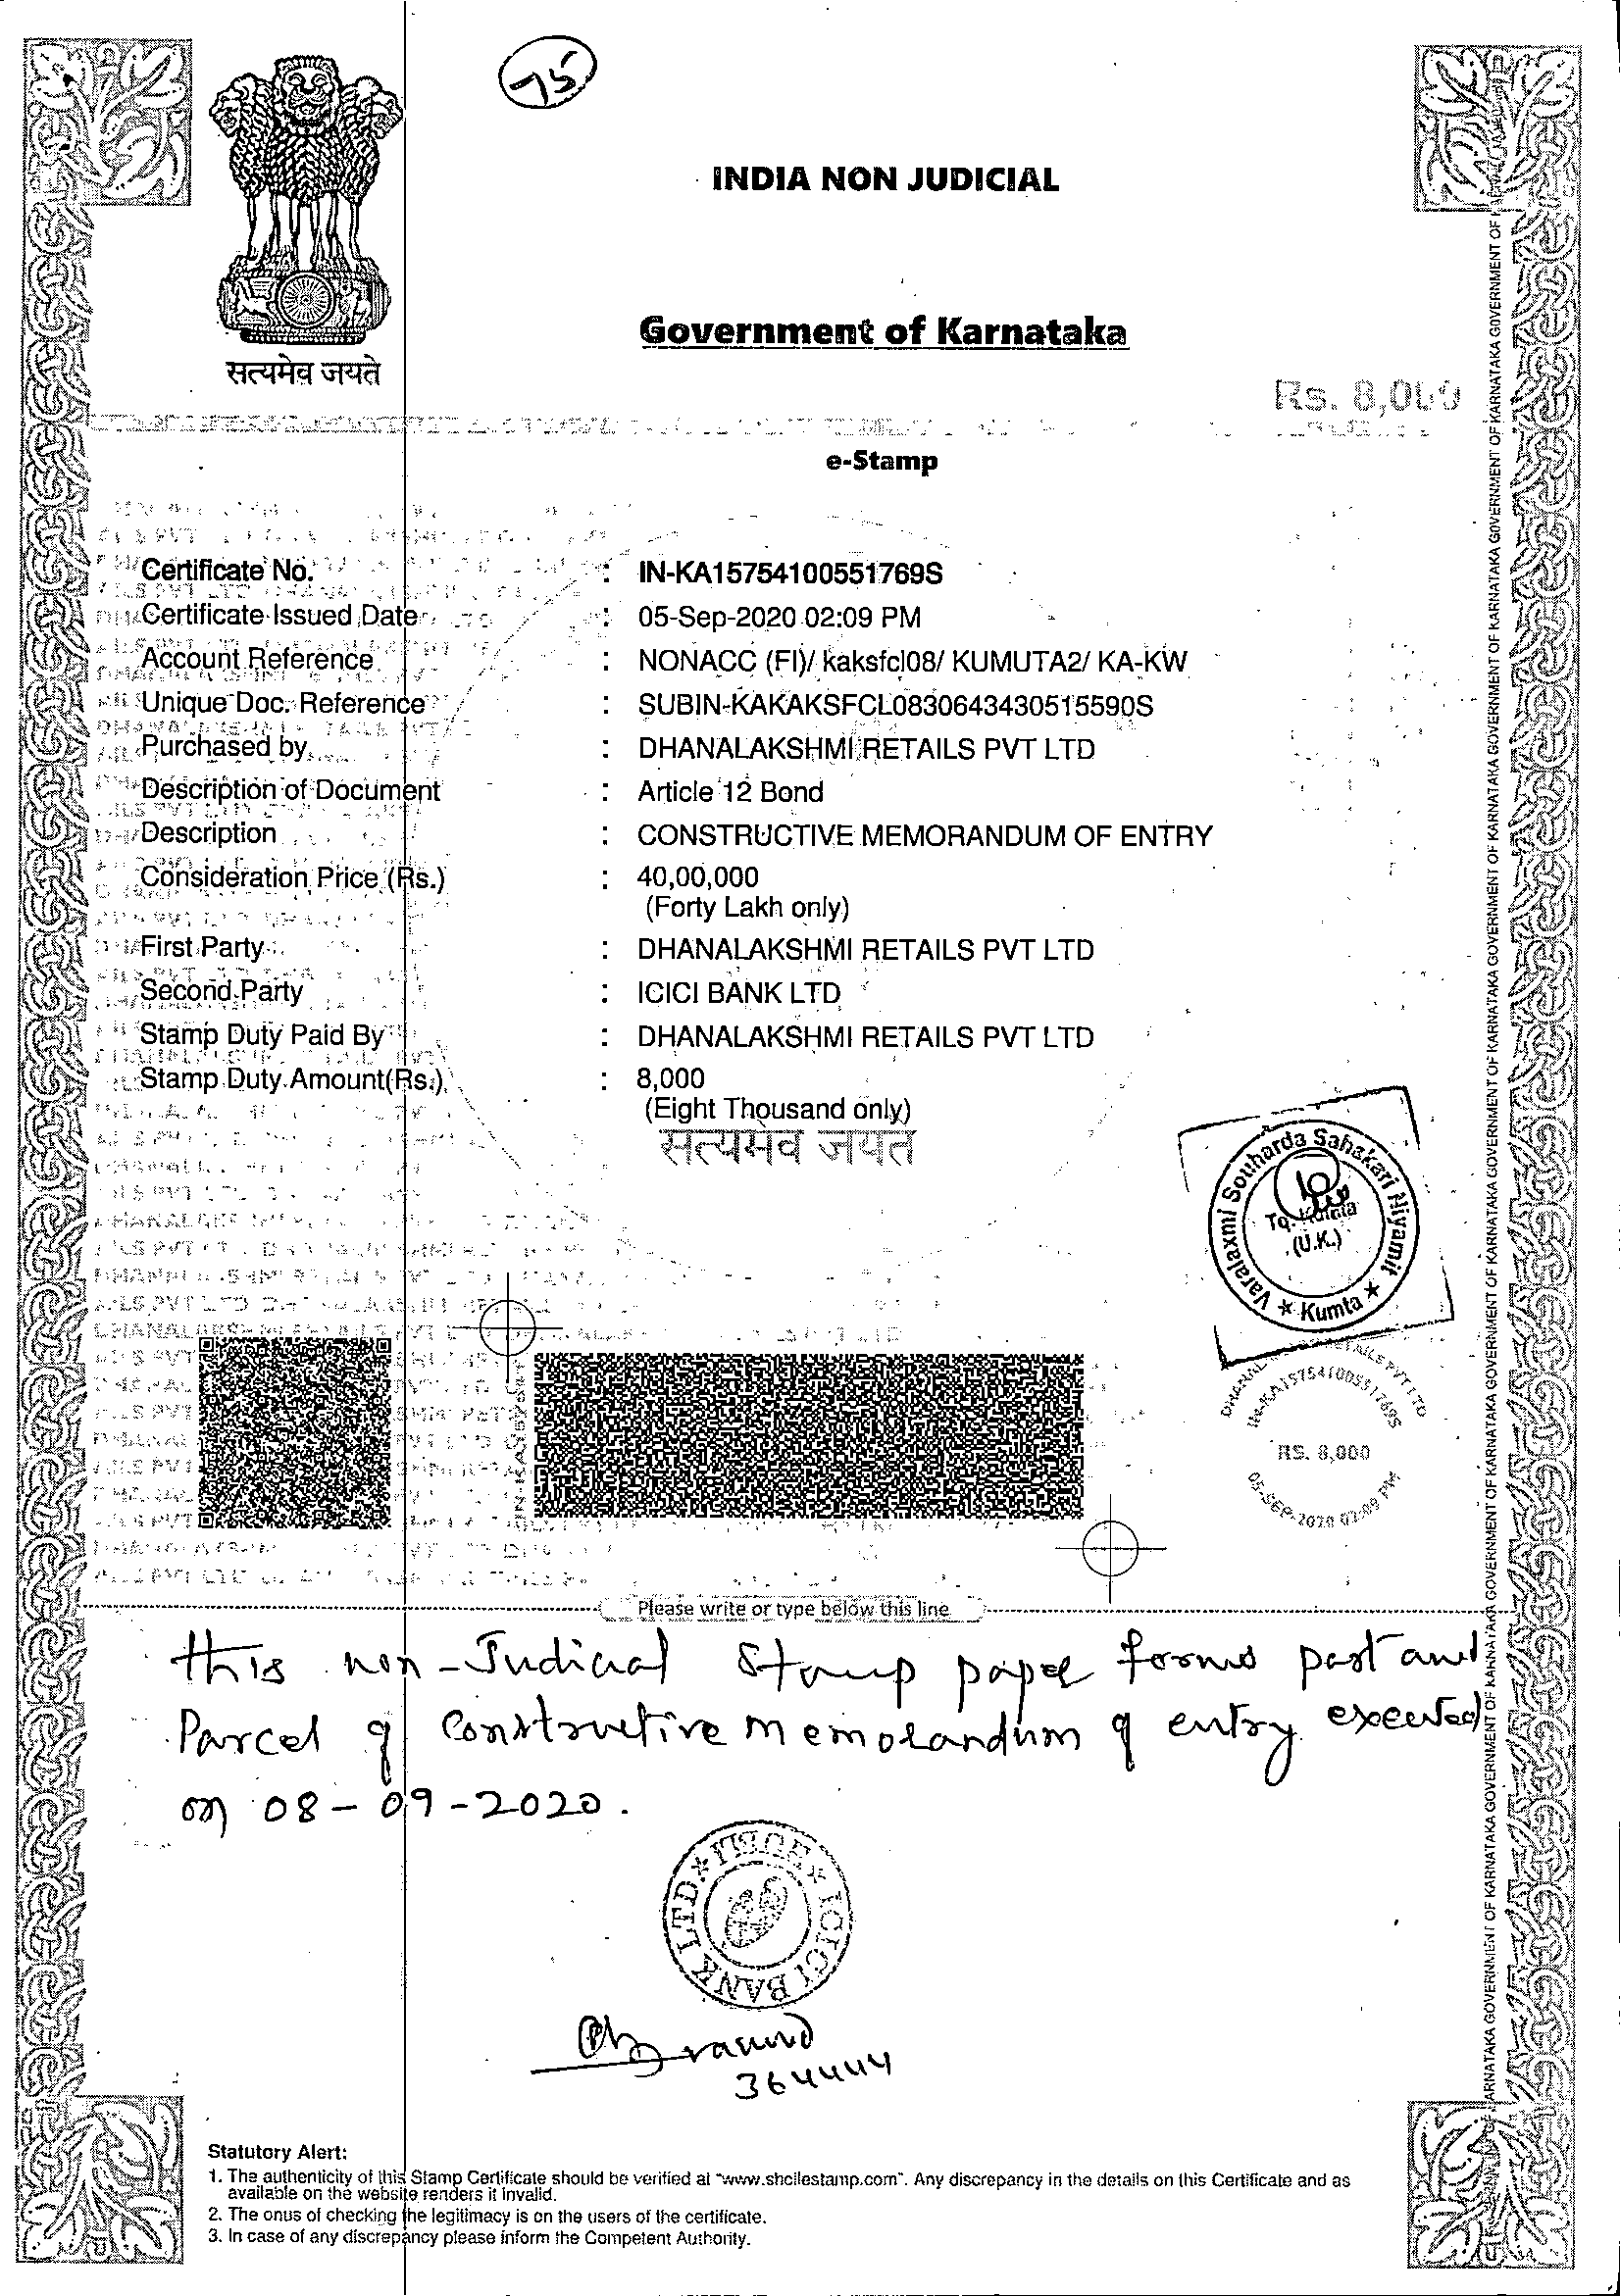 75
INDIA NON JUDICIAL
Government of Karnataka
सत्यमेव जयते
Rs. 8,000
e-Stamp
Certificate No. : IN-KA15754100551769S
Certificate Issued Date : 05-Sep-2020 02:09 PM
Account Reference : NONACC (FI)/ kaksfcl08/ KUMUTA2/ KA-KW
Unique Doc. Reference : SUBIN-KAKAKSFCL0830643430515590S
Purchased by : DHANALAKSHMI RETAILS PVT LTD
Description of Document : Article 12 Bond
Description : CONSTRUCTIVE MEMORANDUM OF ENTRY
Consideration Price (Rs.) : 40,00,000
(Forty Lakh only)
First Party : DHANALAKSHMI RETAILS PVT LTD
Second Party : ICICI BANK LTD
Stamp Duty Paid By : DHANALAKSHMI RETAILS PVT LTD
Stamp Duty Amount(Rs.) : 8,000
(Eight Thousand only)
सत्यमेव जयते
Varalaxmi Souharda Sahakari Niyamit
Tq. Kumta
(U.K.)
★ Kumta ★
IN-KA15754100551769S
RS. 8,000
05-SEP-2020 02:09 PM
Please write or type below this line
This non-Judicial Stamp paper forms part and
Parcel of Constructive Memorandum of entry executed
on 08-09-2020.
ICICI BANK LTD.
364444
Statutory Alert:
1. The authenticity of this Stamp Certificate should be verified at "www.shcilestamp.com". Any discrepancy in the details on this Certificate and as
available on the website renders it invalid.
2. The onus of checking the legitimacy is on the users of the certificate.
3. In case of any discrepancy please inform the Competent Authority.
GOVERNMENT OF KARNATAKA GOVERNMENT OF KARNATAKA GOVERNMENT OF KARNATAKA